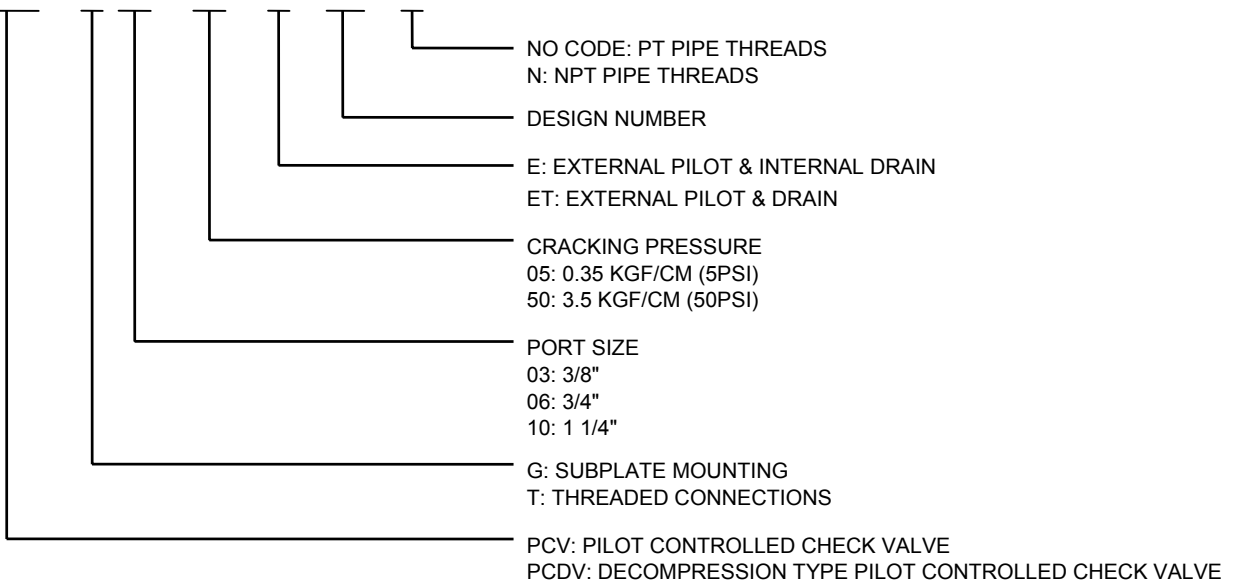 NO CODE: PT PIPE THREADS
N: NPT PIPE THREADS
DESIGN NUMBER
E: EXTERNAL PILOT & INTERNAL DRAIN
ET: EXTERNAL PILOT & DRAIN
CRACKING PRESSURE
05: 0.35 KGF/CM (5PSI)
50: 3.5 KGF/CM (50PSI)
PORT SIZE
03: 3/8"
06: 3/4"
10: 1 1/4"
G: SUBPLATE MOUNTING
T: THREADED CONNECTIONS
PCV: PILOT CONTROLLED CHECK VALVE
PCDV: DECOMPRESSION TYPE PILOT CONTROLLED CHECK VALVE